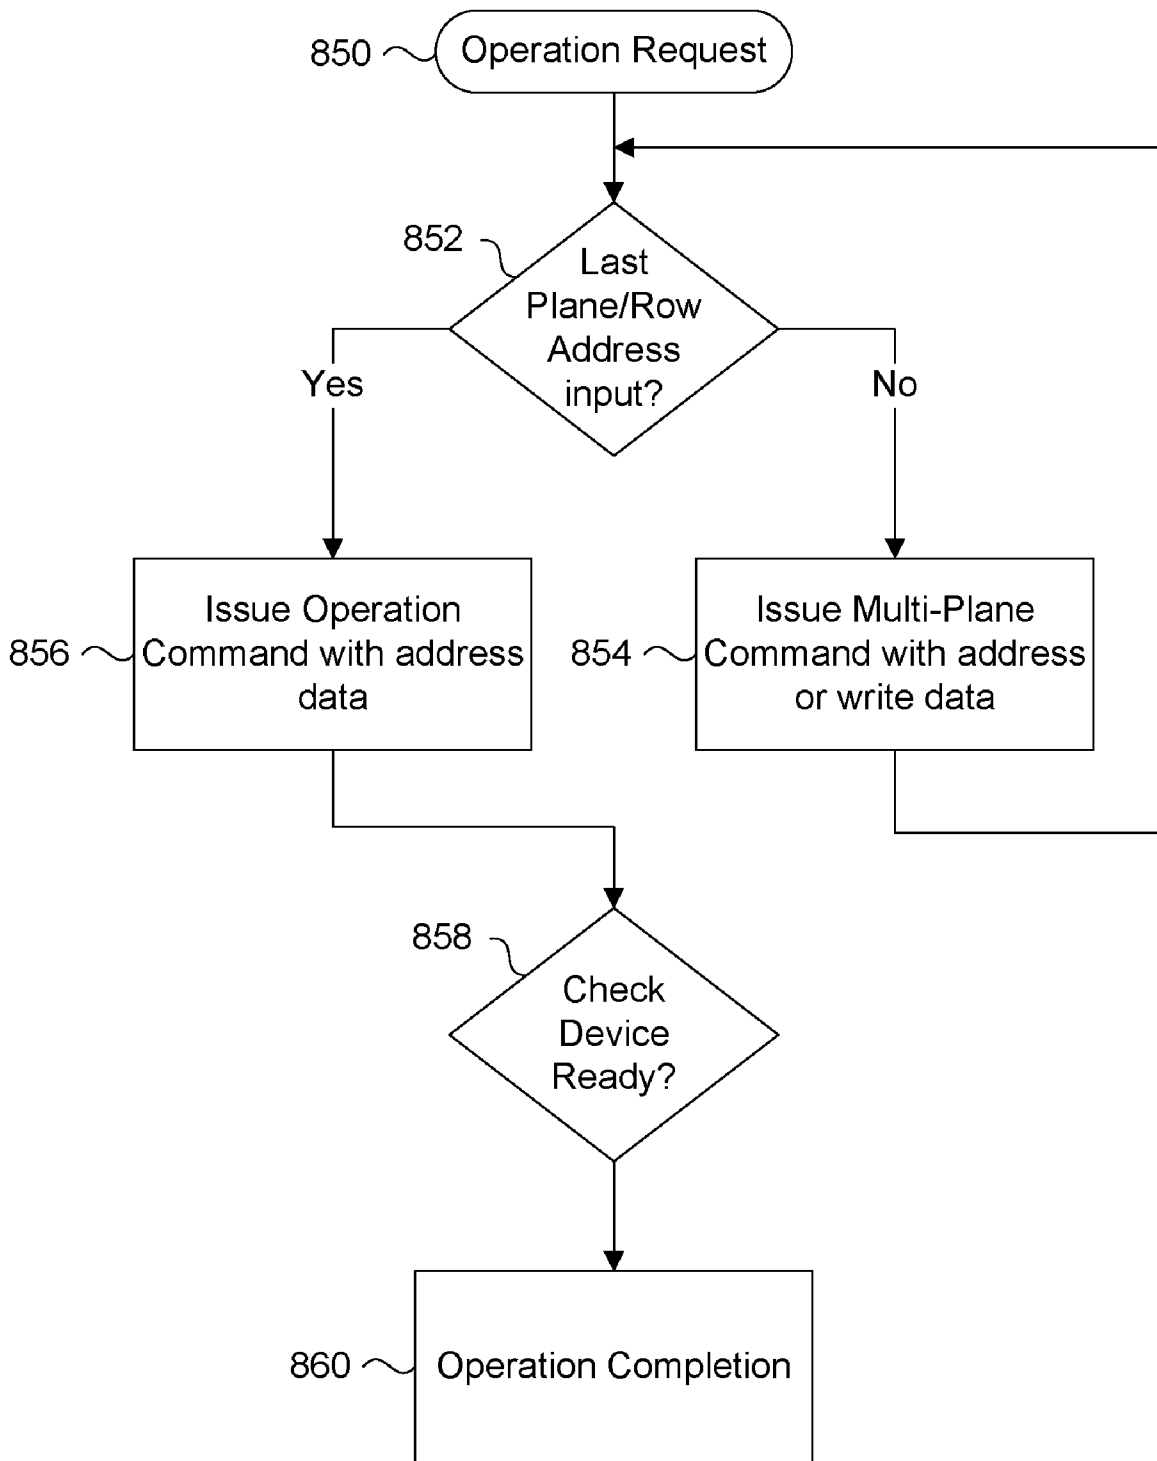 850
Operation Request
852
Last
Plane/Row
Address
input?
Yes
No
856
Issue Operation
Command with address
data
854
Issue Multi-Plane
Command with address
or write data
858
Check
Device
Ready?
860
Operation Completion